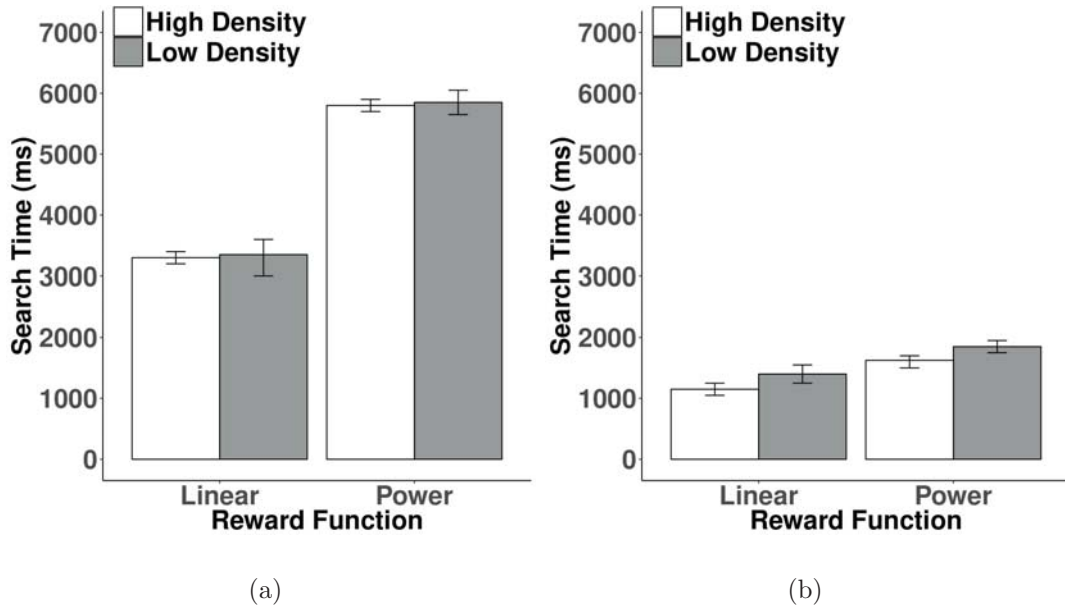 High Density
Low Density
7000
6000
5000
4000
3000
2000
1000
0
Search Time (ms)
Linear
Power
Reward Function
(a)
High Density
Low Density
7000
6000
5000
4000
3000
2000
1000
0
Search Time (ms)
Linear
Power
Reward Function
(b)